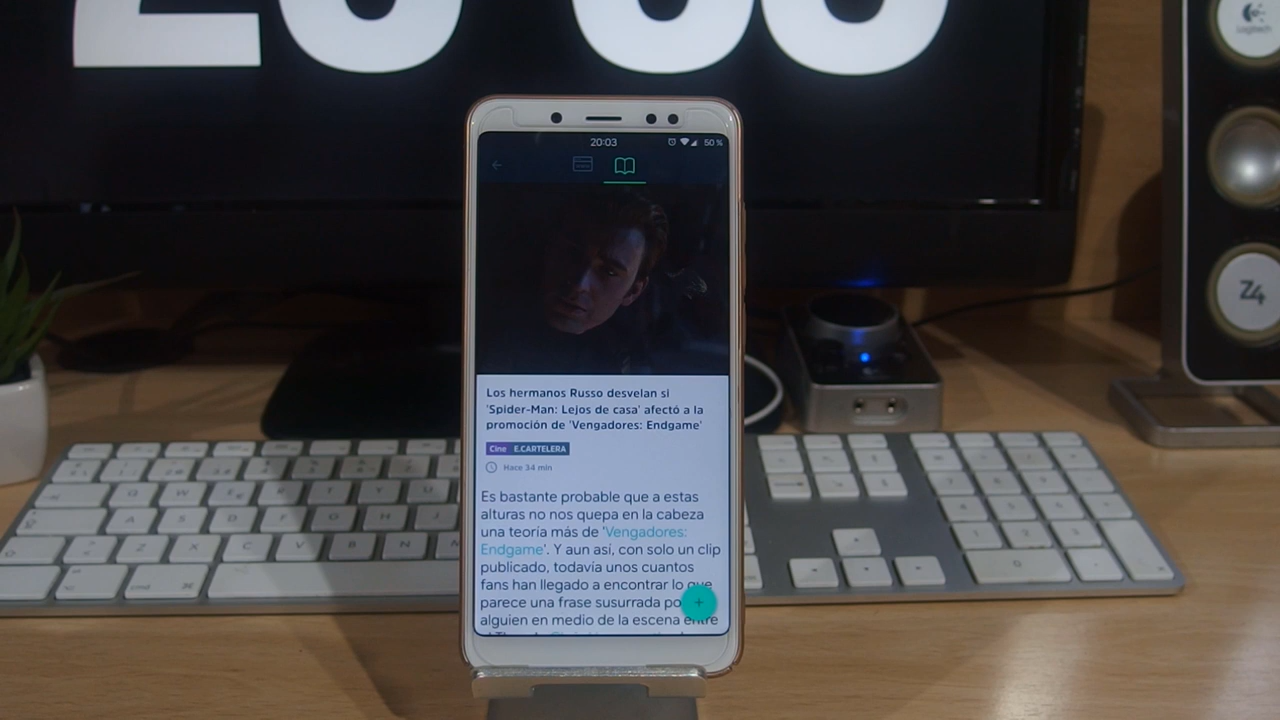 Logitech
20:03
50 %
Los hermanos Russo desvelan si
'Spider-Man: Lejos de casa' afectó a la
promoción de 'Vengadores: Endgame'
Cine E.CARTELERA
Hace 34 min
Es bastante probable que a estas
alturas no nos quepa en la cabeza
una teoría más de 'Vengadores:
Endgame'. Y aun así, con solo un clip
publicado, todavía unos cuantos
fans han llegado a encontrar lo que
parece una frase susurrada
alguien en medio de la escena entre
Z4
Q W E T Y U
A S D F G H J
Z X C V B N
cmd